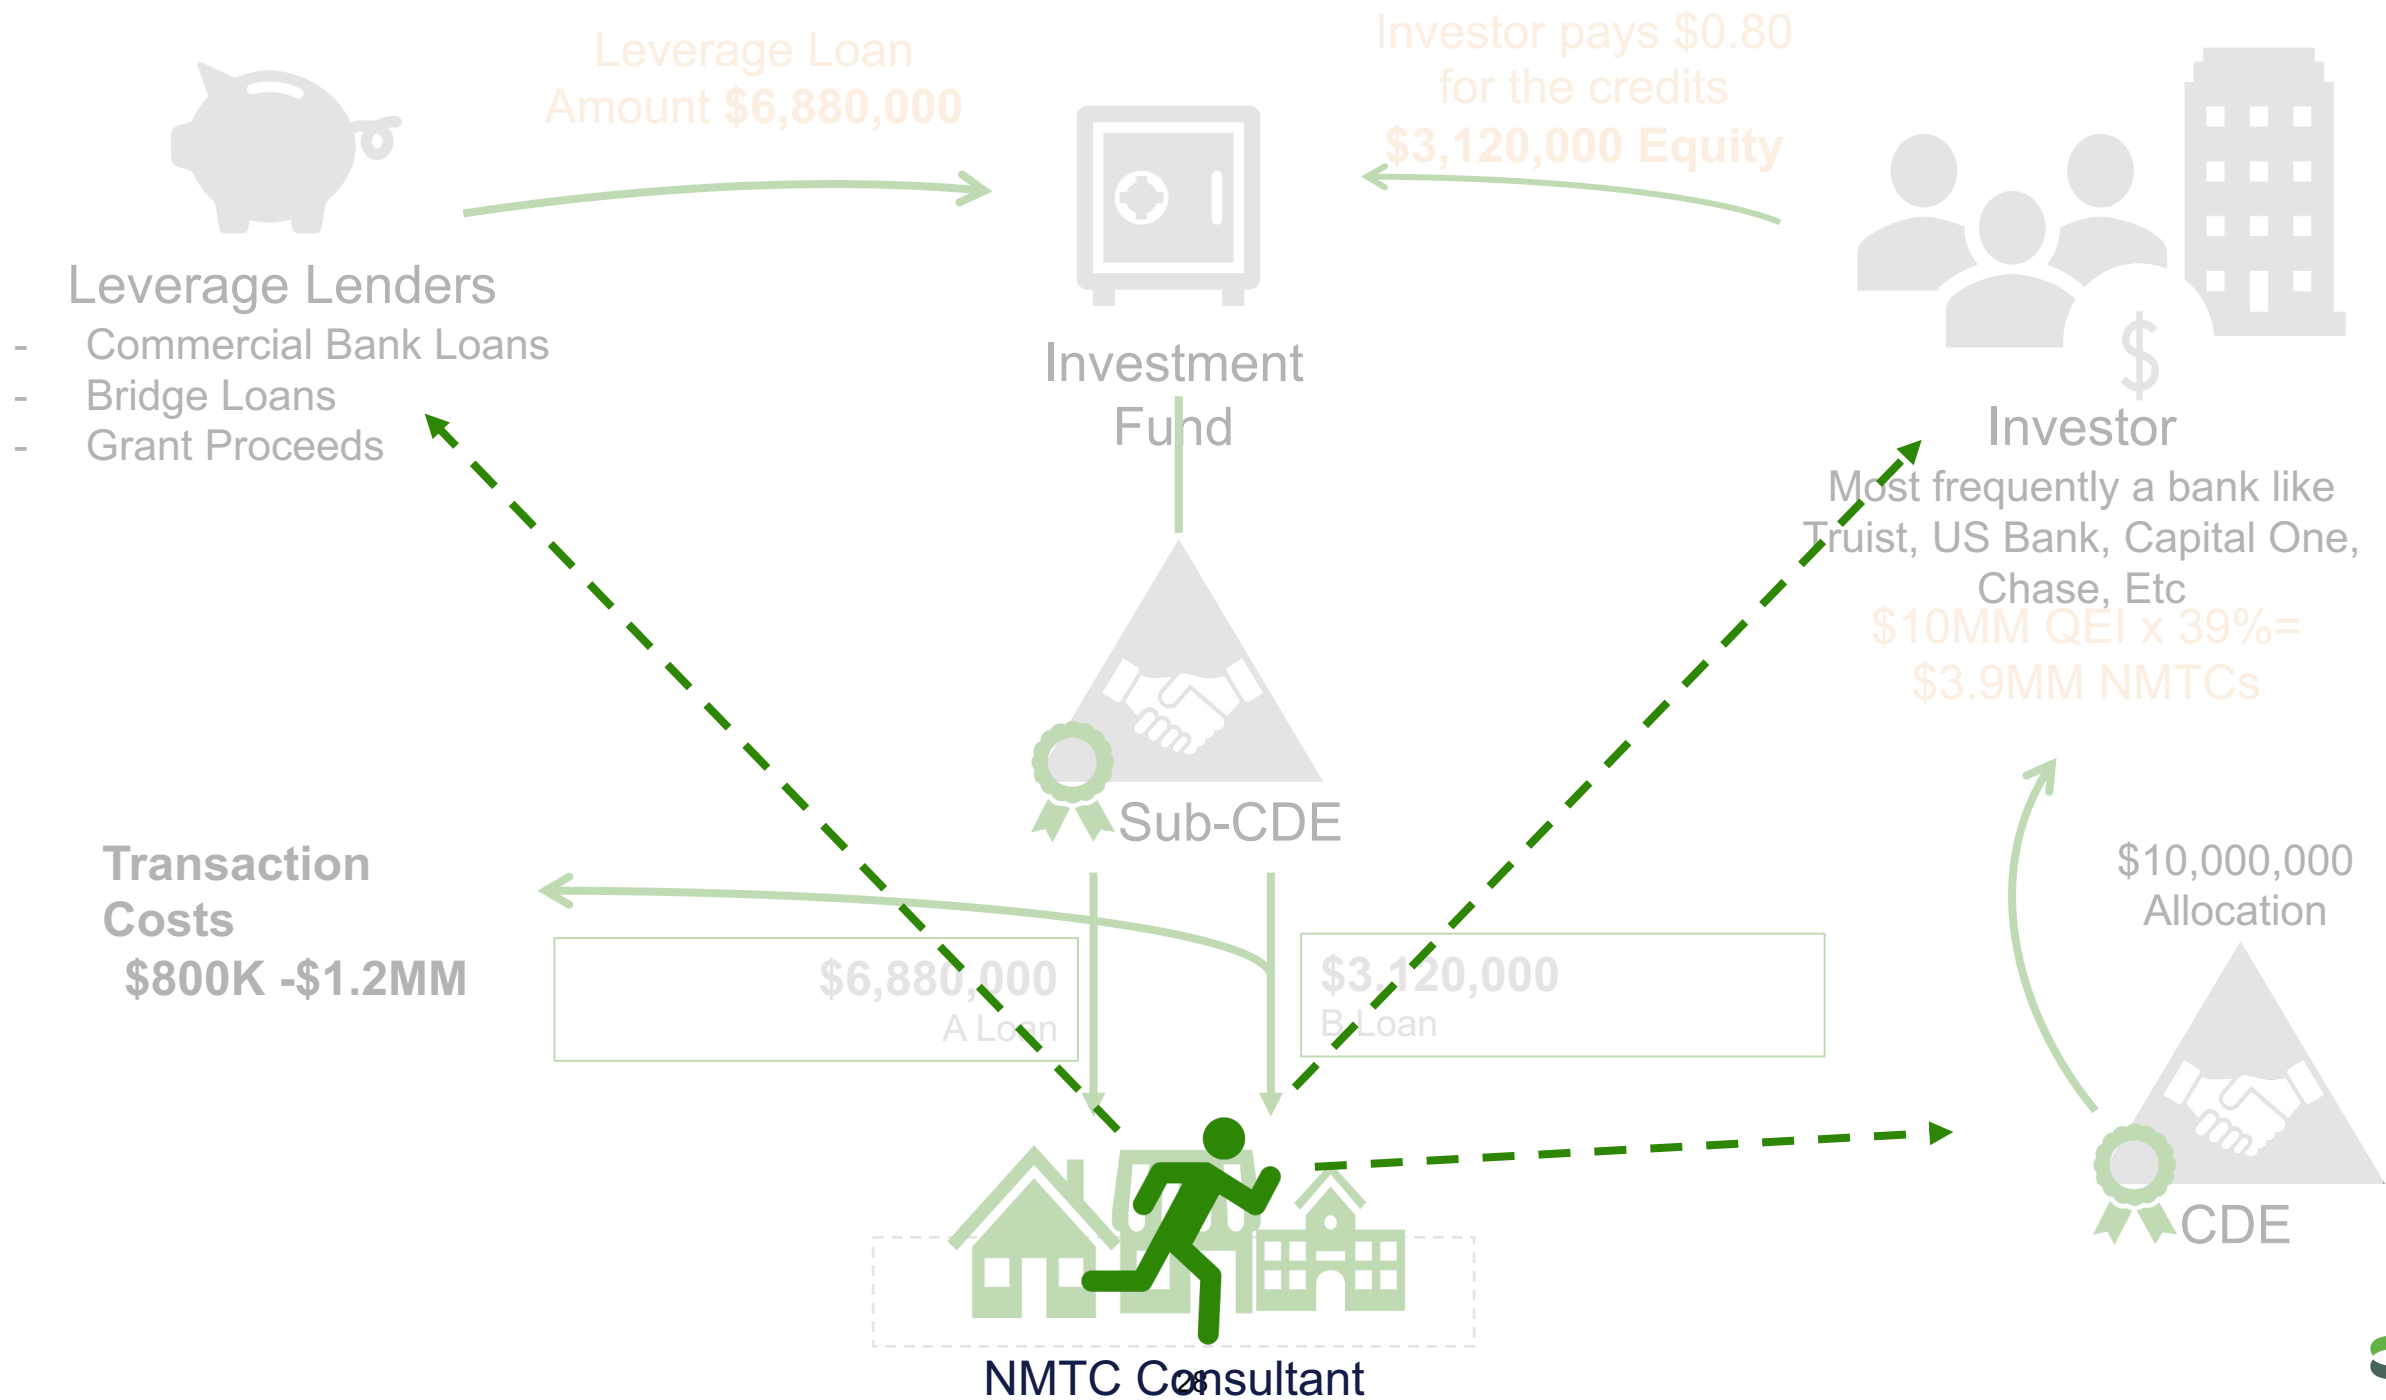 Leverage Loan
Amount $6,880,000
Investor pays $0.80
for the credits
$3,120,000 Equity
Leverage Lenders
- Commercial Bank Loans
- Bridge Loans
- Grant Proceeds
Investment
Fund
$
Investor
Most frequently a bank like
Truist, US Bank, Capital One,
Chase, Etc
$10MM QEI x 39%=
$3.9MM NMTCs
Sub-CDE
Transaction
Costs
$800K -$1.2MM
$6,880,000
A Loan
$3,120,000
B Loan
$10,000,000
Allocation
CDE
NMTC Consultant
28